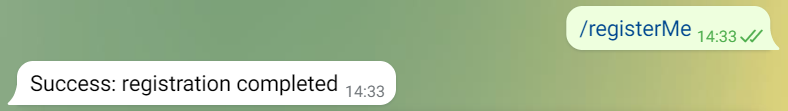 /registerMe 14:33
Success: registration completed 14:33